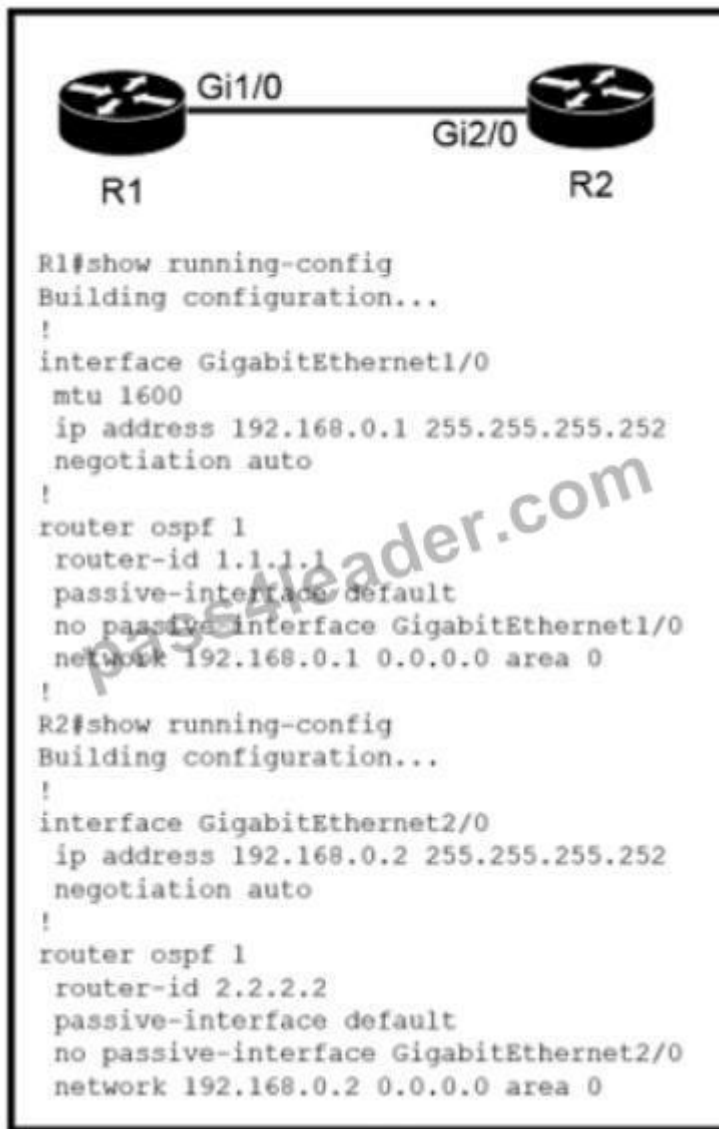 Gi1/0
Gi2/0
R1
R2
R1#show running-config
Building configuration...
!
interface GigabitEthernet1/0
mtu 1600
ip address 192.168.0.1 255.255.255.252
negotiation auto
!
router ospf 1
router-id 1.1.1.1
passive-interface default
no passive-interface GigabitEthernet1/0
network 192.168.0.1 0.0.0.0 area 0
!
R2#show running-config
Building configuration...
!
interface GigabitEthernet2/0
ip address 192.168.0.2 255.255.255.252
negotiation auto
!
router ospf 1
router-id 2.2.2.2
passive-interface default
no passive-interface GigabitEthernet2/0
network 192.168.0.2 0.0.0.0 area 0
pass4leader.com